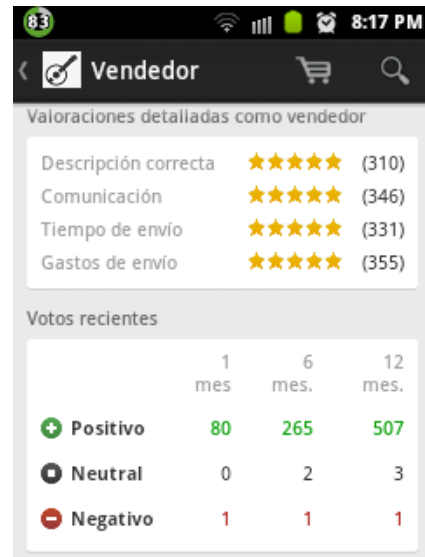 83 8:17 PM
Vendedor
Valoraciones detalladas como vendedor
Descripción correcta (310)
Comunicación (346)
Tiempo de envío (331)
Gastos de envío (355)
Votos recientes
1 6 12
mes mes. mes.
Positivo 80 265 507
Neutral 0 2 3
Negativo 1 1 1